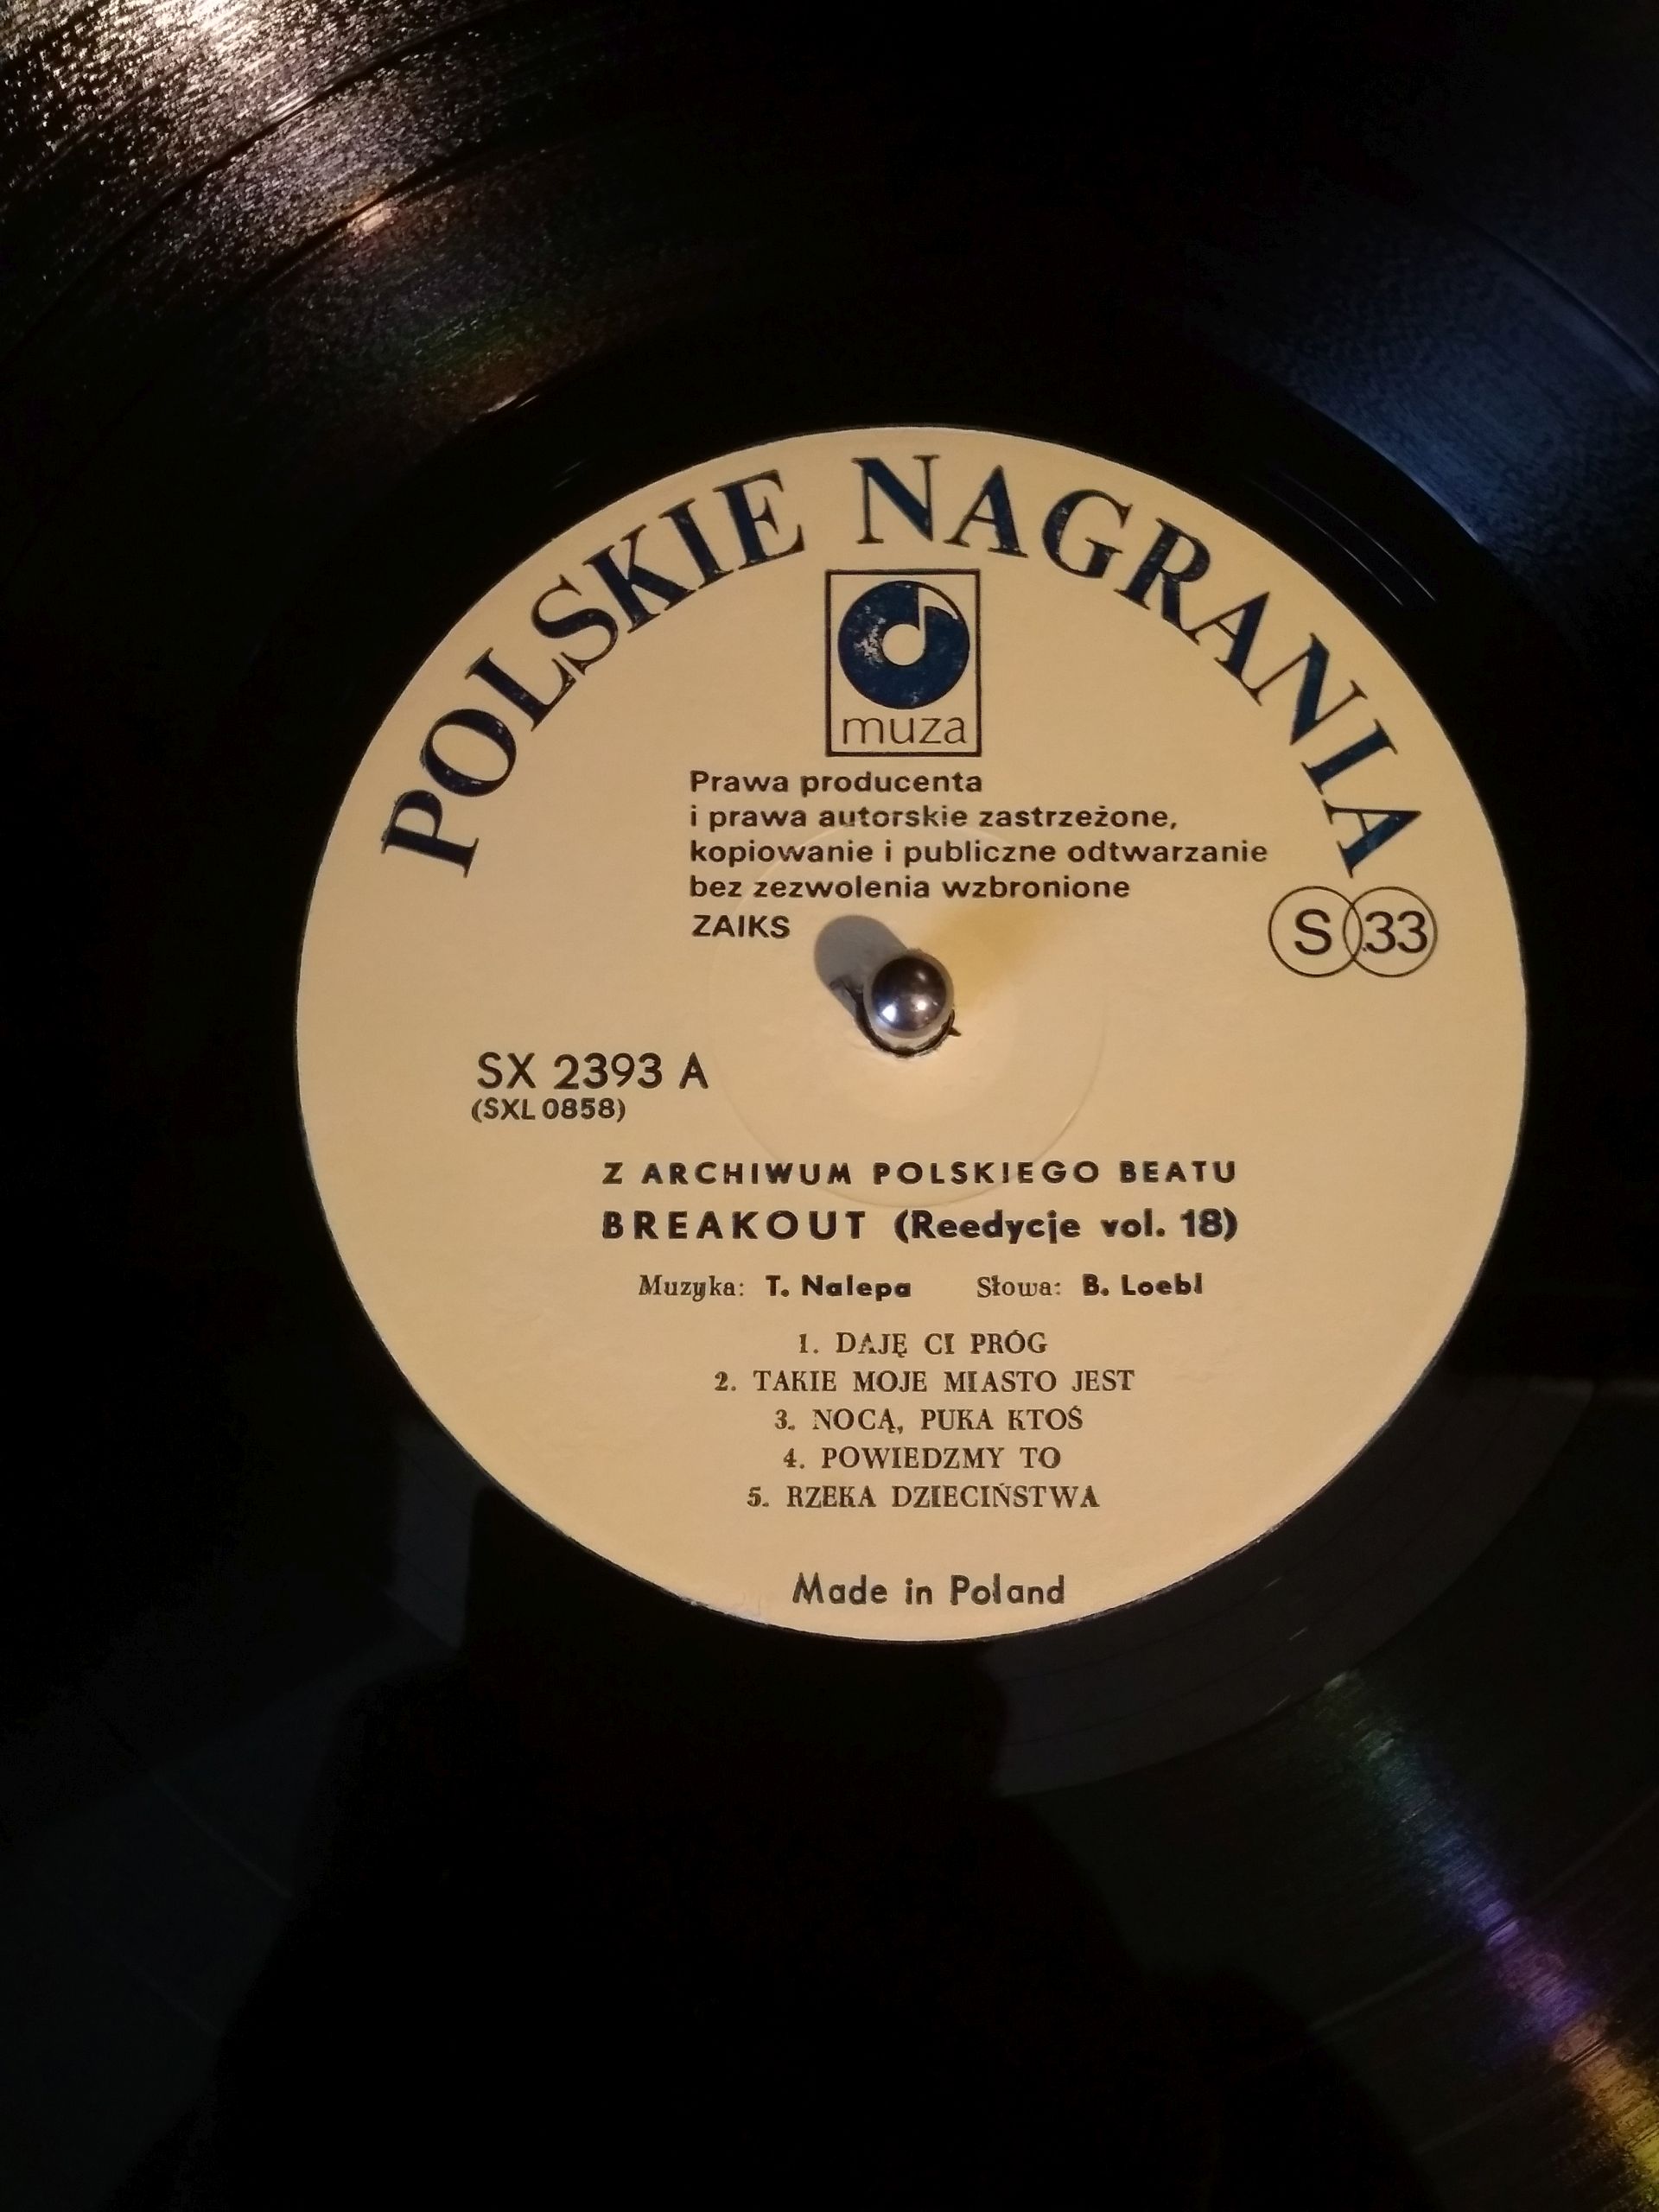 POLSKIE NAGRANIA
muza
Prawa producenta
i prawa autorskie zastrzeżone,
kopiowanie i publiczne odtwarzanie
bez zezwolenia wzbronione
ZAIKS
S 33
SX 2393 A
(SXL 0858)
Z ARCHIWUM POLSKIEGO BEATU
BREAKOUT (Reedycje vol. 18)
Muzyka: T. Nalepa Słowa: B. Loebl
1. DAJĘ CI PRÓG
2. TAKIE MOJE MIASTO JEST
3. NOCĄ, PUKA KTOŚ
4. POWIEDZMY TO
5. RZEKA DZIECIŃSTWA
Made in Poland